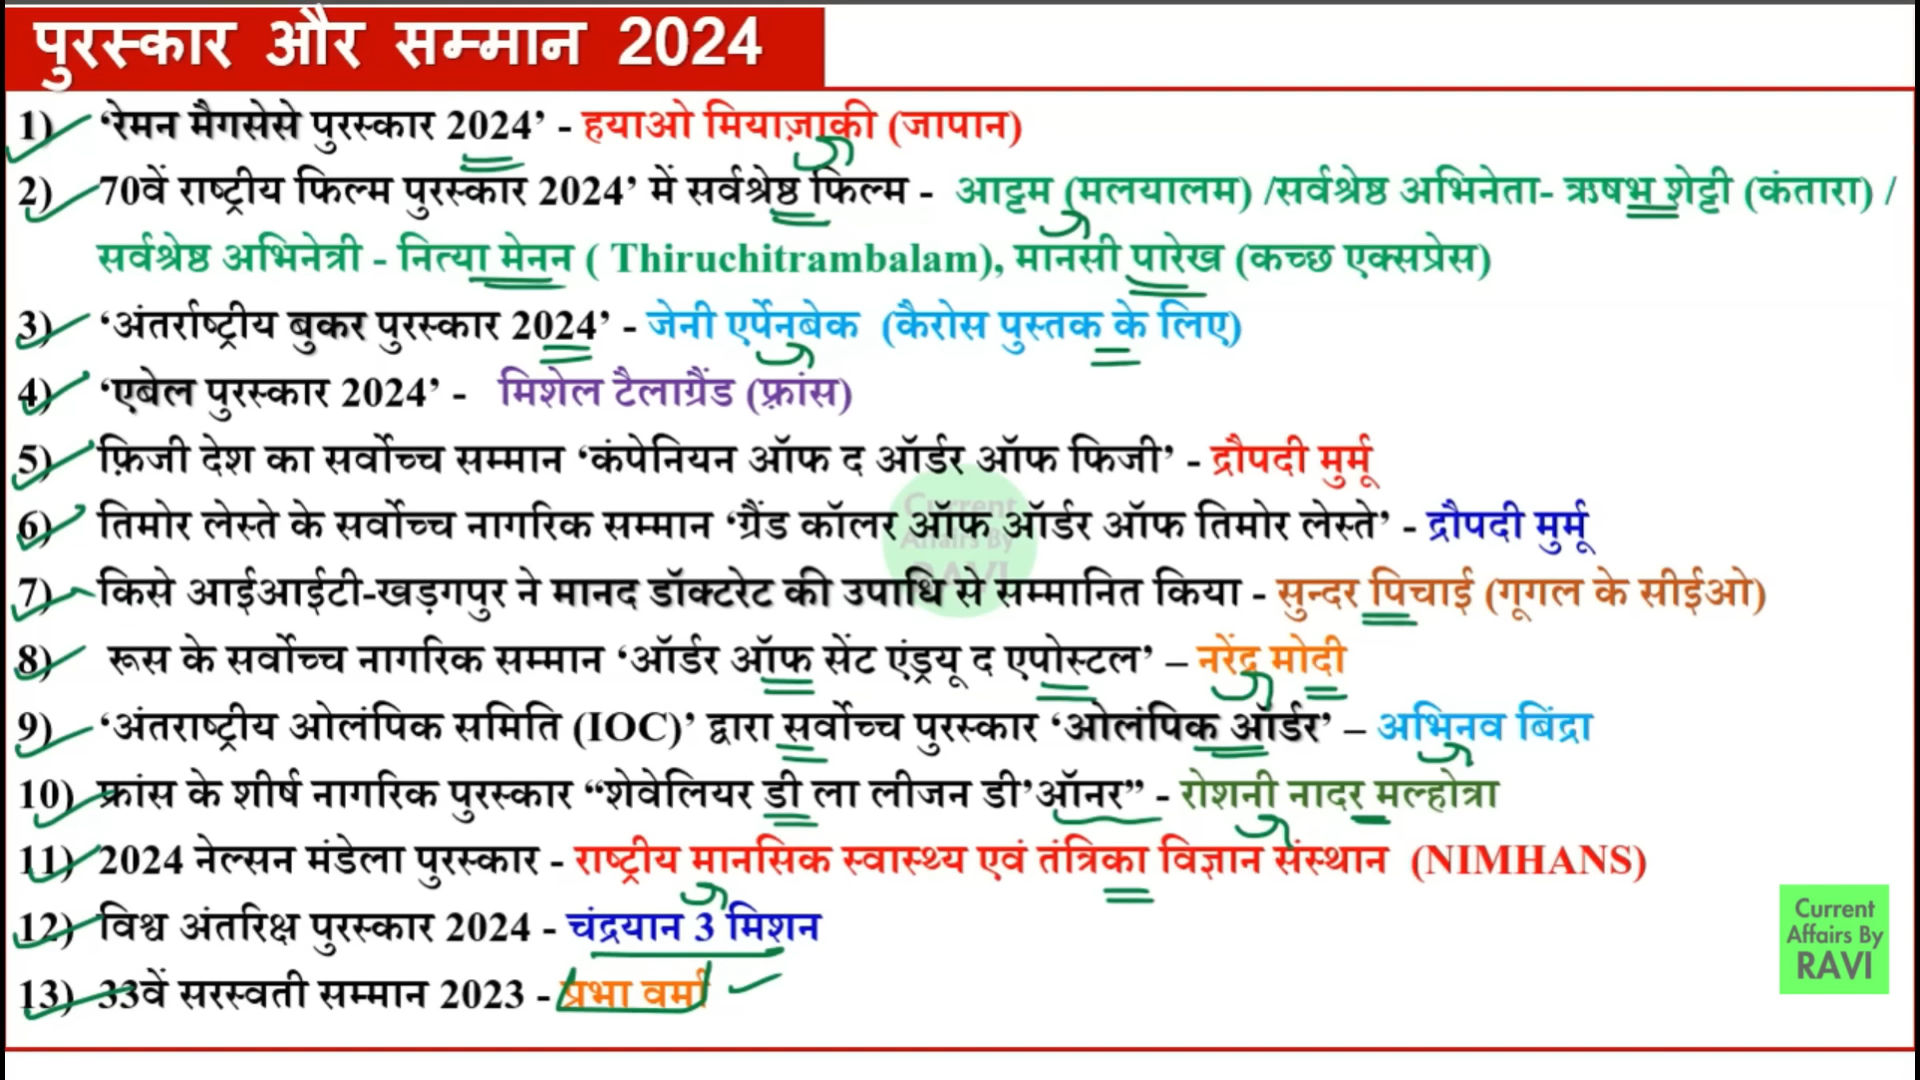 पुरस्कार और सम्मान 2024
1) ‘रेमन मैगसेसे पुरस्कार 2024’ - हयाओ मियाज़ाकी (जापान)
2) 70वें राष्ट्रीय फिल्म पुरस्कार 2024’ में सर्वश्रेष्ठ फिल्म - आट्टम (मलयालम) /सर्वश्रेष्ठ अभिनेता- ऋषभ शेट्टी (कंतारा) /
सर्वश्रेष्ठ अभिनेत्री - नित्या मेनन ( Thiruchitrambalam), मानसी पारेख (कच्छ एक्सप्रेस)
3) ‘अंतर्राष्ट्रीय बुकर पुरस्कार 2024’ - जेनी एर्पेनबेक (कैरोस पुस्तक के लिए)
4) ‘एबेल पुरस्कार 2024’ - मिशेल टैलाग्रैंड (फ़्रांस)
5) फ़िजी देश का सर्वोच्च सम्मान ‘कंपेनियन ऑफ द ऑर्डर ऑफ फिजी’ - द्रौपदी मुर्मू
6) तिमोर लेस्ते के सर्वोच्च नागरिक सम्मान ‘ग्रैंड कॉलर ऑफ ऑर्डर ऑफ तिमोर लेस्ते’ - द्रौपदी मुर्मू
7) किसे आईआईटी-खड़गपुर ने मानद डॉक्टरेट की उपाधि से सम्मानित किया - सुन्दर पिचाई (गूगल के सीईओ)
8) रूस के सर्वोच्च नागरिक सम्मान ‘ऑर्डर ऑफ सेंट एंड्रयू द एपोस्टल’ – नरेंद्र मोदी
9) ‘अंतराष्ट्रीय ओलंपिक समिति (IOC)’ द्वारा सर्वोच्च पुरस्कार ‘ओलंपिक ऑर्डर’ – अभिनव बिंद्रा
10) फ्रांस के शीर्ष नागरिक पुरस्कार “शेवेलियर डी ला लीजन डी’ऑनर” - रोशनी नादर मल्होत्रा
11) 2024 नेल्सन मंडेला पुरस्कार - राष्ट्रीय मानसिक स्वास्थ्य एवं तंत्रिका विज्ञान संस्थान (NIMHANS)
12) विश्व अंतरिक्ष पुरस्कार 2024 - चंद्रयान 3 मिशन
13) 33वें सरस्वती सम्मान 2023 - प्रभा वर्मा
Current
Affairs By
RAVI
Current
Affairs By
RAVI